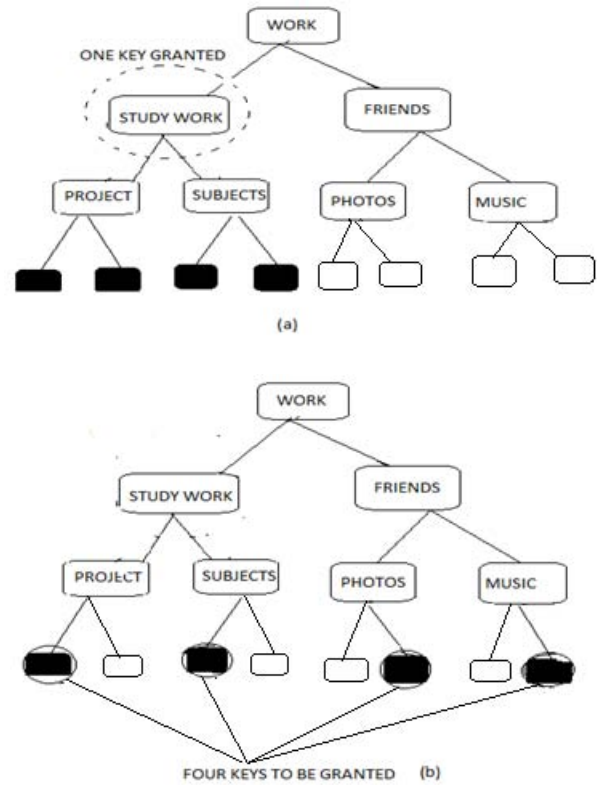 WORK
ONE KEY GRANTED
STUDY WORK
FRIENDS
PROJECT
SUBJECTS
PHOTOS
MUSIC
(a)
WORK
STUDY WORK
FRIENDS
PROJECT
SUBJECTS
PHOTOS
MUSIC
FOUR KEYS TO BE GRANTED (b)